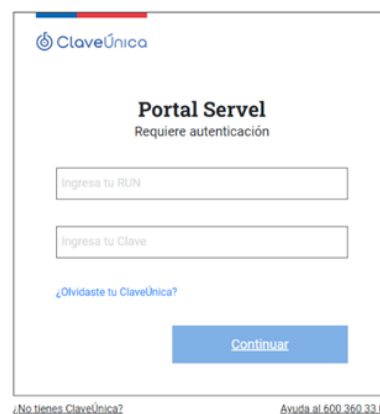 ClaveÚnica
Portal Servel
Requiere autenticación
Ingresa tu RUN
Ingresa tu Clave
¿Olvidaste tu ClaveÚnica?
Continuar
¿No tienes ClaveÚnica? Ayuda al 600 360 33